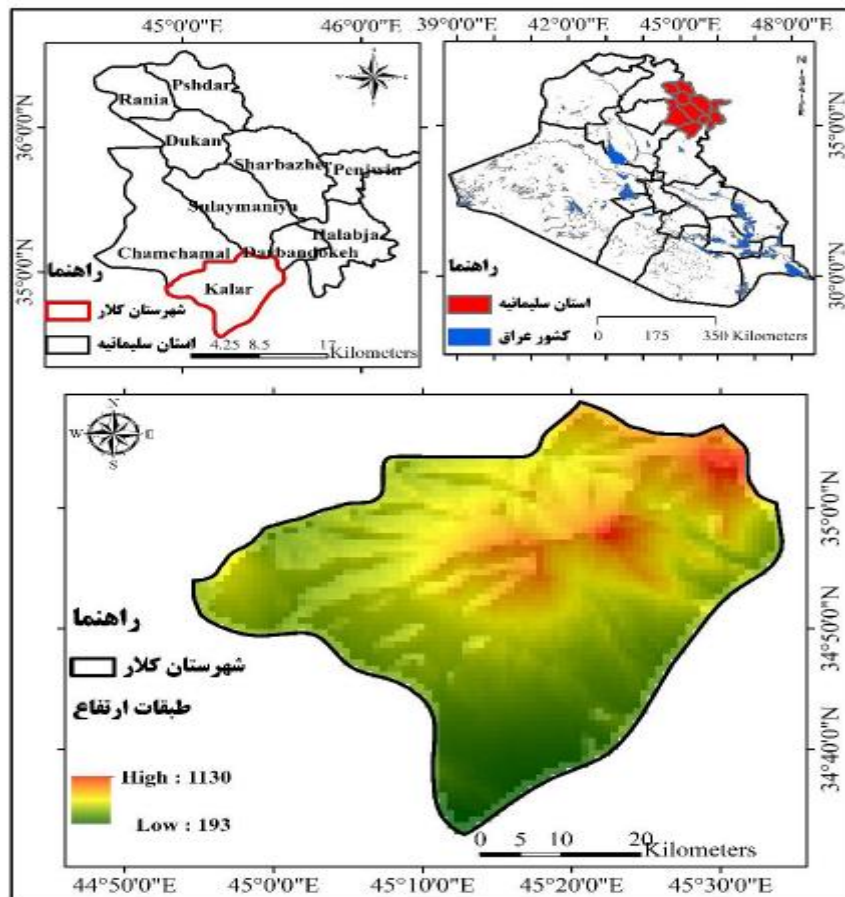 45°0'0"E 46°0'0"E
36°0'0"N
35°0'0"N
N
Pshdar
Rania
Dukan
Sharbazher
Penjwin
Sulaymaniya
Halabja
Chamchamal
Darbandokeh
Kalar
راهنما
شهرستان کلار
استان سلیمانیه
4.25 8.5 17
Kilometers
39°0'0"E 42°0'0"E 45°0'0"E 48°0'0"E
N
35°0'0"N
30°0'0"N
راهنما
استان سلیمانیه
کشور عراق
0 175 350 Kilometers
N
W E
S
35°0'0"N
34°50'0"N
34°40'0"N
راهنما
شهرستان کلار
طبقات ارتفاع
High : 1130
Low : 193
0 5 10 20
Kilometers
44°50'0"E 45°0'0"E 45°10'0"E 45°20'0"E 45°30'0"E